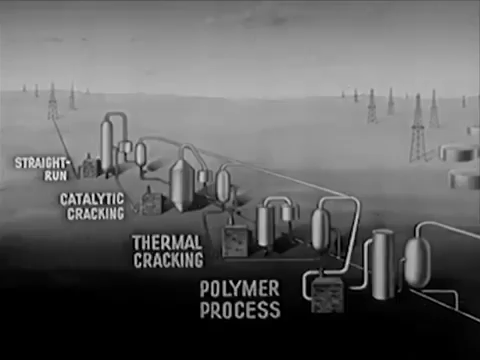 STRAIGHT-
RUN
CATALYTIC
CRACKING
THERMAL
CRACKING
POLYMER
PROCESS